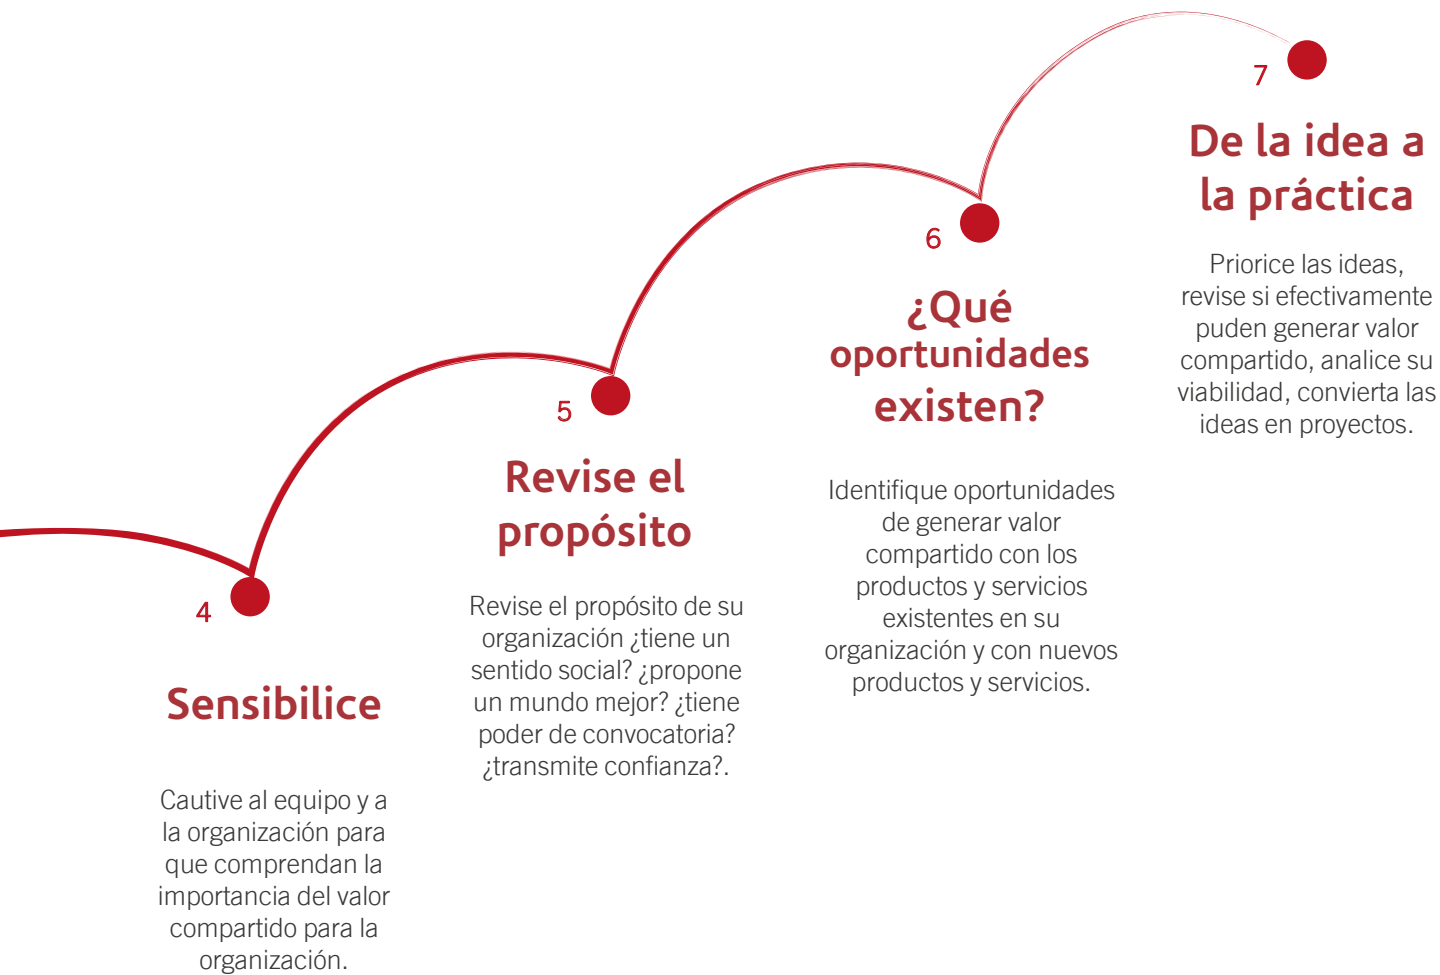 4
Sensibilice
Cautive al equipo y a
la organización para
que comprendan la
importancia del valor
compartido para la
organización.
5
Revise el
propósito
Revise el propósito de su
organización ¿tiene un
sentido social? ¿propone
un mundo mejor? ¿tiene
poder de convocatoria?
¿transmite confianza?.
6
¿Qué
oportunidades
existen?
Identifique oportunidades
de generar valor
compartido con los
productos y servicios
existentes en su
organización y con nuevos
productos y servicios.
7
De la idea a
la práctica
Priorice las ideas,
revise si efectivamente
puden generar valor
compartido, analice su
viabilidad, convierta las
ideas en proyectos.